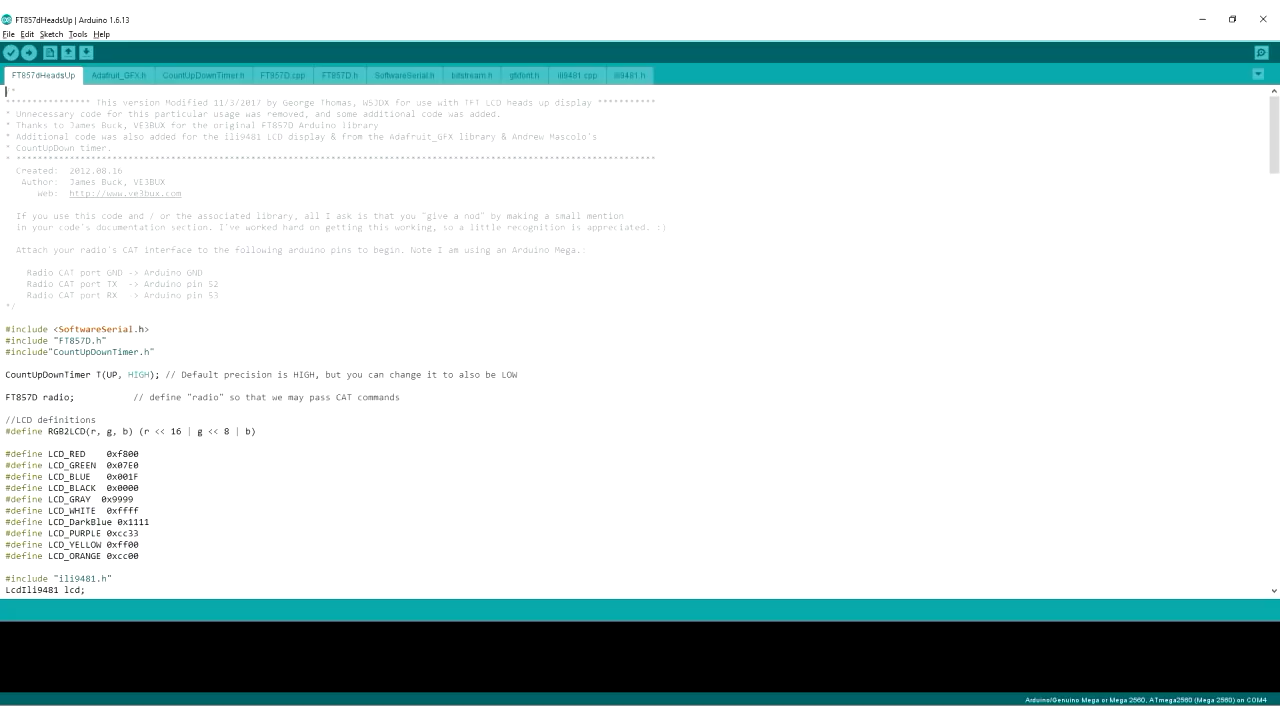 FT857dHeadsUp | Arduino 1.6.13
File Edit Sketch Tools Help
FT857dHeadsUp Adafruit_GFX.h CountUpDownTimer.h FT857D.cpp FT857D.h SoftwareSerial.h bitstream.h gfxfont.h ili9481.cpp ili9481.h
/*
*************** This version Modified 11/3/2017 by George Thomas, W5JDX for use with TFT LCD heads up display ***********
* Unnecessary code for this particular usage was removed, and some additional code was added.
* Thanks to James Buck, VE3BUX for the original FT857D Arduino library
* Additional code was also added for the ili9481 LCD display & from the Adafruit_GFX library & Andrew Mascolo's
* CountUpDown timer.
* ************************************************************************************************************************
Created: 2012.08.16
Author: James Buck, VE3BUX
Web: http://www.ve3bux.com
If you use this code and / or the associated library, all I ask is that you "give a nod" by making a small mention
in your code's documentation section. I've worked hard on getting this working, so a little recognition is appreciated. :)
Attach your radio's CAT interface to the following arduino pins to begin. Note I am using an Arduino Mega.:
Radio CAT port GND -> Arduino GND
Radio CAT port TX -> Arduino pin 52
Radio CAT port RX -> Arduino pin 53
*/
#include <SoftwareSerial.h>
#include "FT857D.h"
#include"CountUpDownTimer.h"
CountUpDownTimer T(UP, HIGH); // Default precision is HIGH, but you can change it to also be LOW
FT857D radio; // define "radio" so that we may pass CAT commands
//LCD definitions
#define RGB2LCD(r, g, b) (r << 16 | g << 8 | b)
#define LCD_RED 0xf800
#define LCD_GREEN 0x07E0
#define LCD_BLUE 0x001F
#define LCD_BLACK 0x0000
#define LCD_GRAY 0x9999
#define LCD_WHITE 0xffff
#define LCD_DarkBlue 0x1111
#define LCD_PURPLE 0xcc33
#define LCD_YELLOW 0xff00
#define LCD_ORANGE 0xcc00
#include "ili9481.h"
LcdIli9481 lcd;
Arduino/Genuino Mega or Mega 2560, ATmega2560 (Mega 2560) on COM4